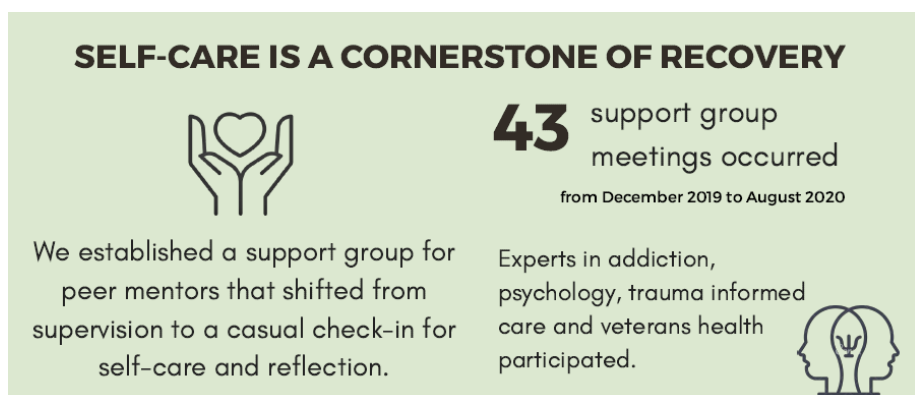 SELF-CARE IS A CORNERSTONE OF RECOVERY
We established a support group for
peer mentors that shifted from
supervision to a casual check-in for
self-care and reflection.
43 support group
meetings occurred
from December 2019 to August 2020
Experts in addiction,
psychology, trauma informed
care and veterans health
participated.